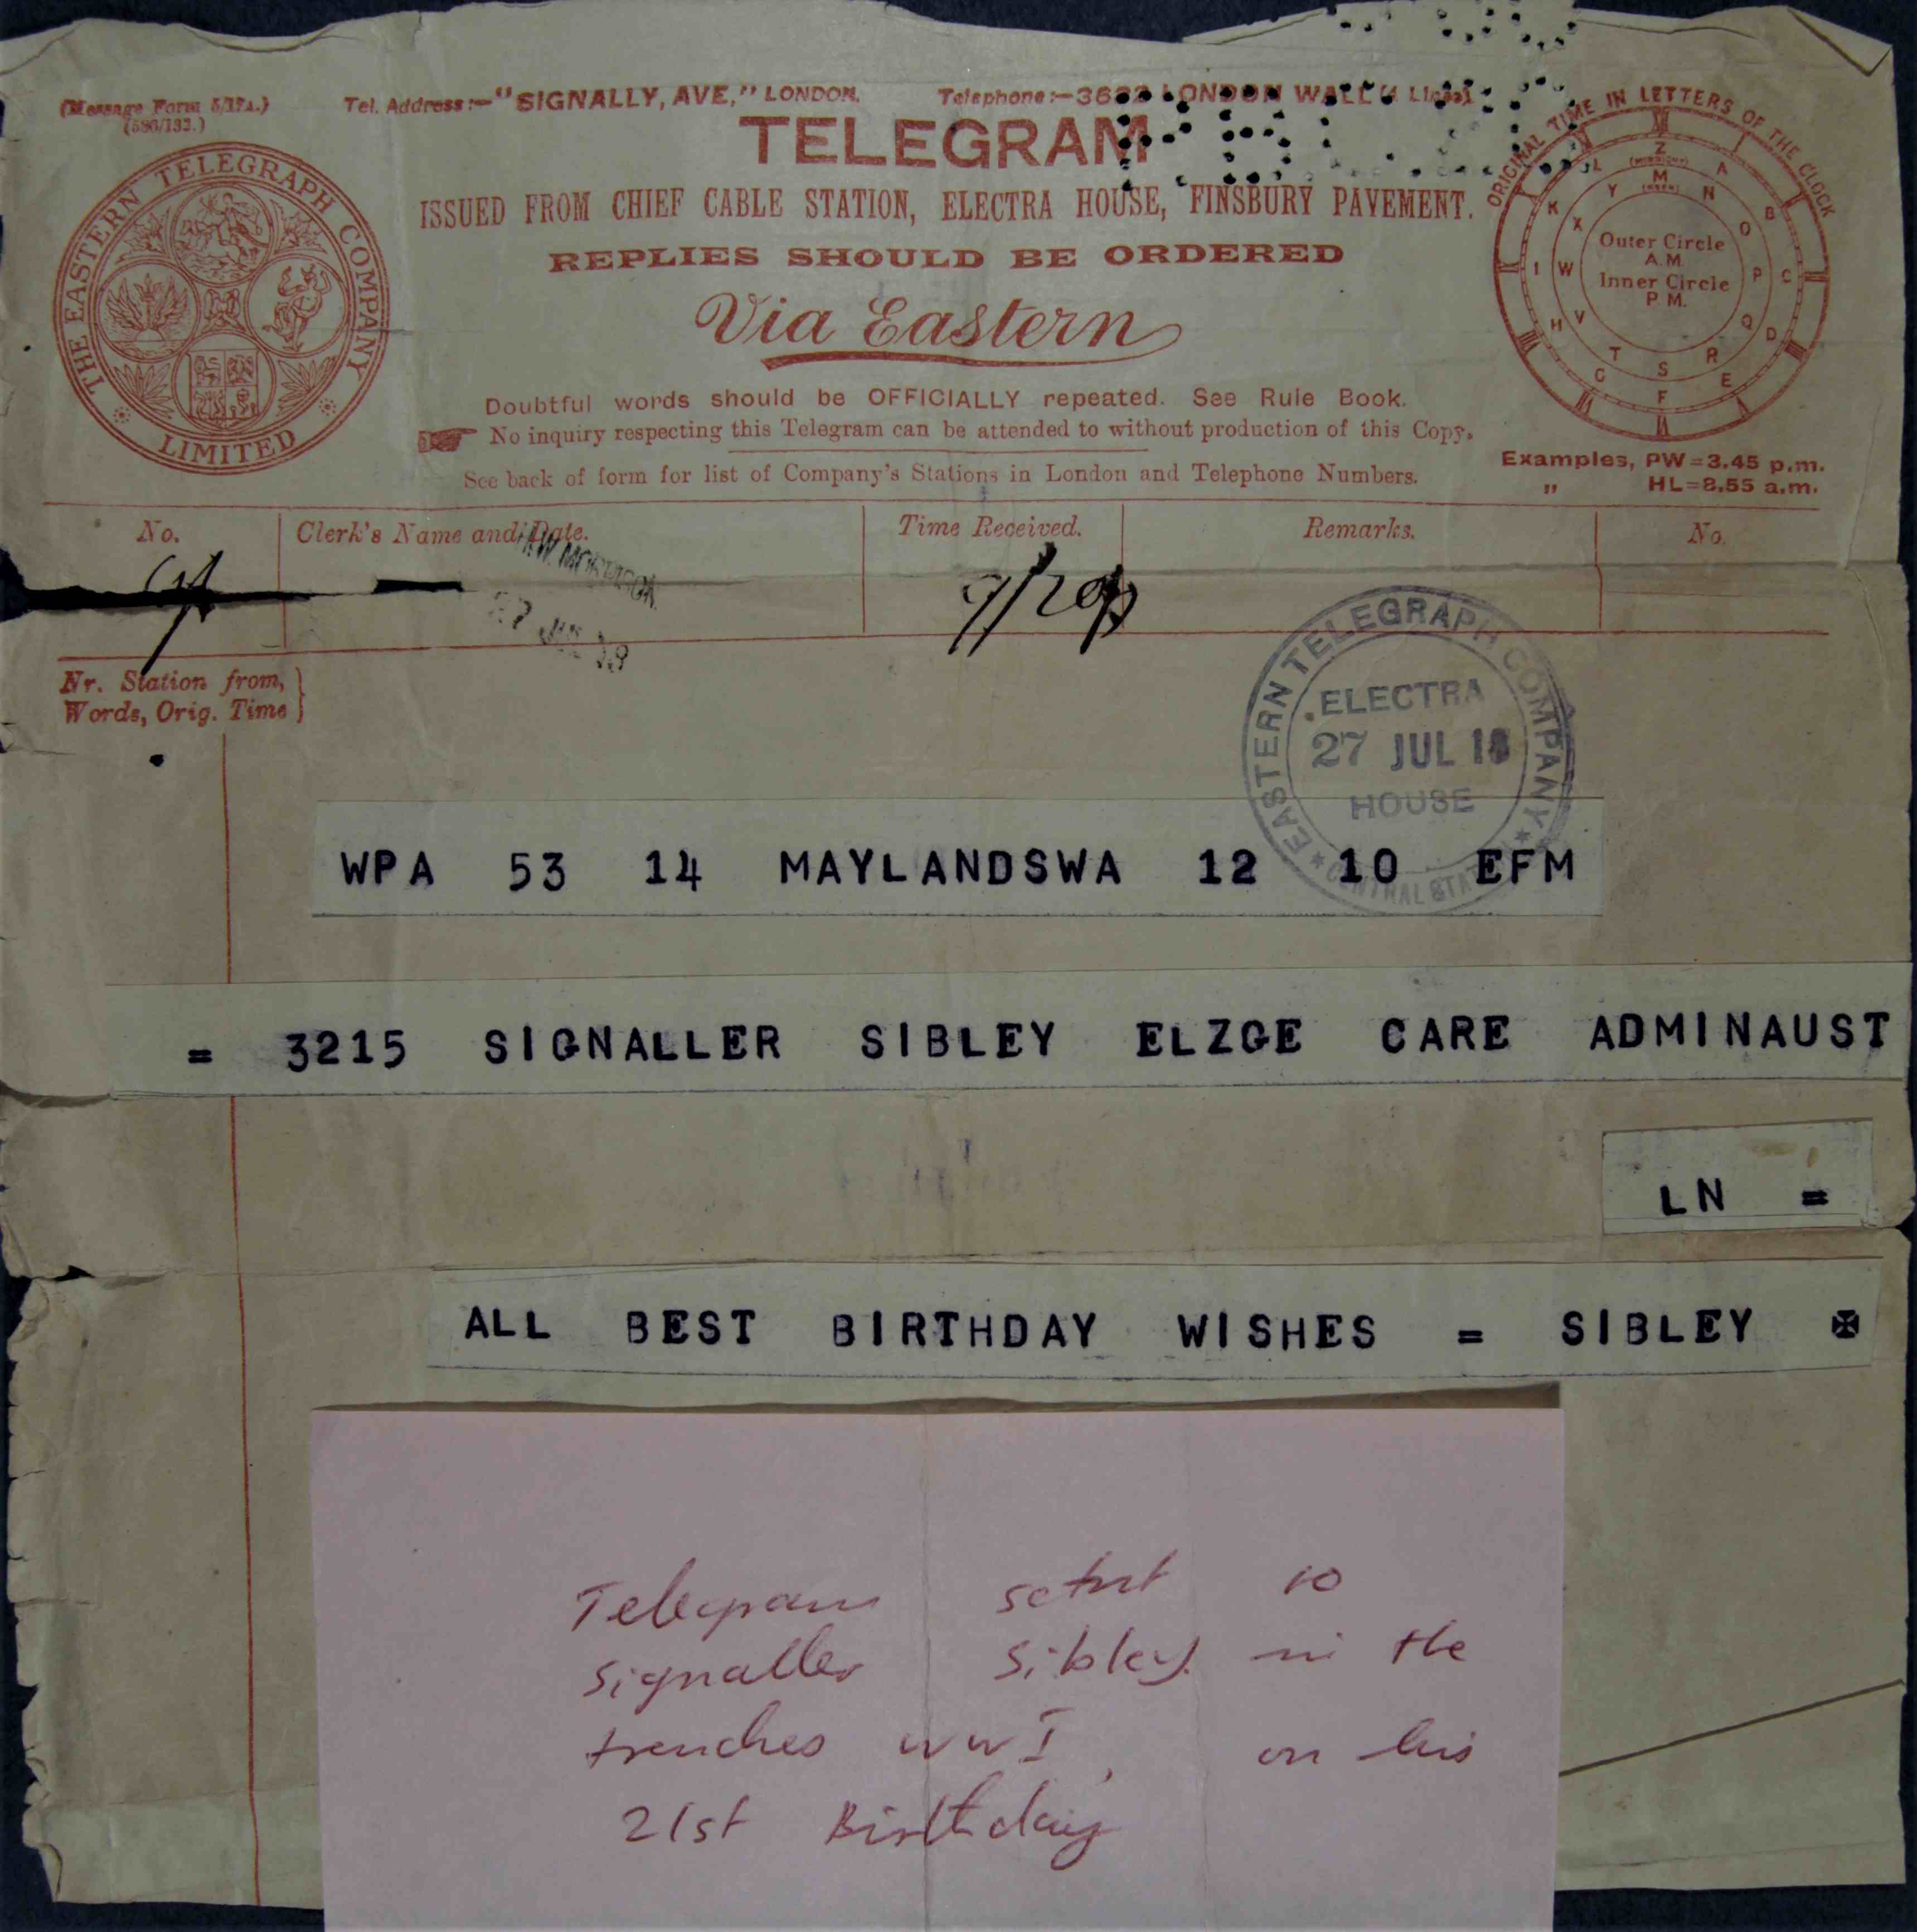 (Message Form 5/17A.)
(586/132.)
Tel. Address:—"SIGNALLY, AVE," LONDON.
Telephone:—3633 LONDON WALL
TELEGRAM
ISSUED FROM CHIEF CABLE STATION, ELECTRA HOUSE, FINSBURY PAVEMENT.
REPLIES SHOULD BE ORDERED
Via Eastern
Doubtful words should be OFFICIALLY repeated. See Rule Book.
No inquiry respecting this Telegram can be attended to without production of this Copy.
See back of form for list of Company's Stations in London and Telephone Numbers.
THE EASTERN TELEGRAPH COMPANY
LIMITED
ORIGINAL TIME IN LETTERS OF THE CLOCK
Z
(MIDNIGHT)
A B C D E F G H I K L
M
(NOON)
N O P Q R S T V W X Y
Outer Circle
A.M.
Inner Circle
P M.
Examples, PW=3.45 p.m.
" HL=8.55 a.m.
No.
Clerk's Name and Date.
Time Received.
Remarks.
No.
9/20p
Nr. Station from,
Words, Orig. Time
EASTERN TELEGRAPH COMPANY
ELECTRA
27 JUL 18
HOUSE
WPA 53 14 MAYLANDSWA 12 10 EFM
= 3215 SIGNALLER SIBLEY ELZGE CARE ADMINAUST
LN =
ALL BEST BIRTHDAY WISHES = SIBLEY
Telegram to
signaller Sibley in the
trenches WWI, on his
21st Birthday